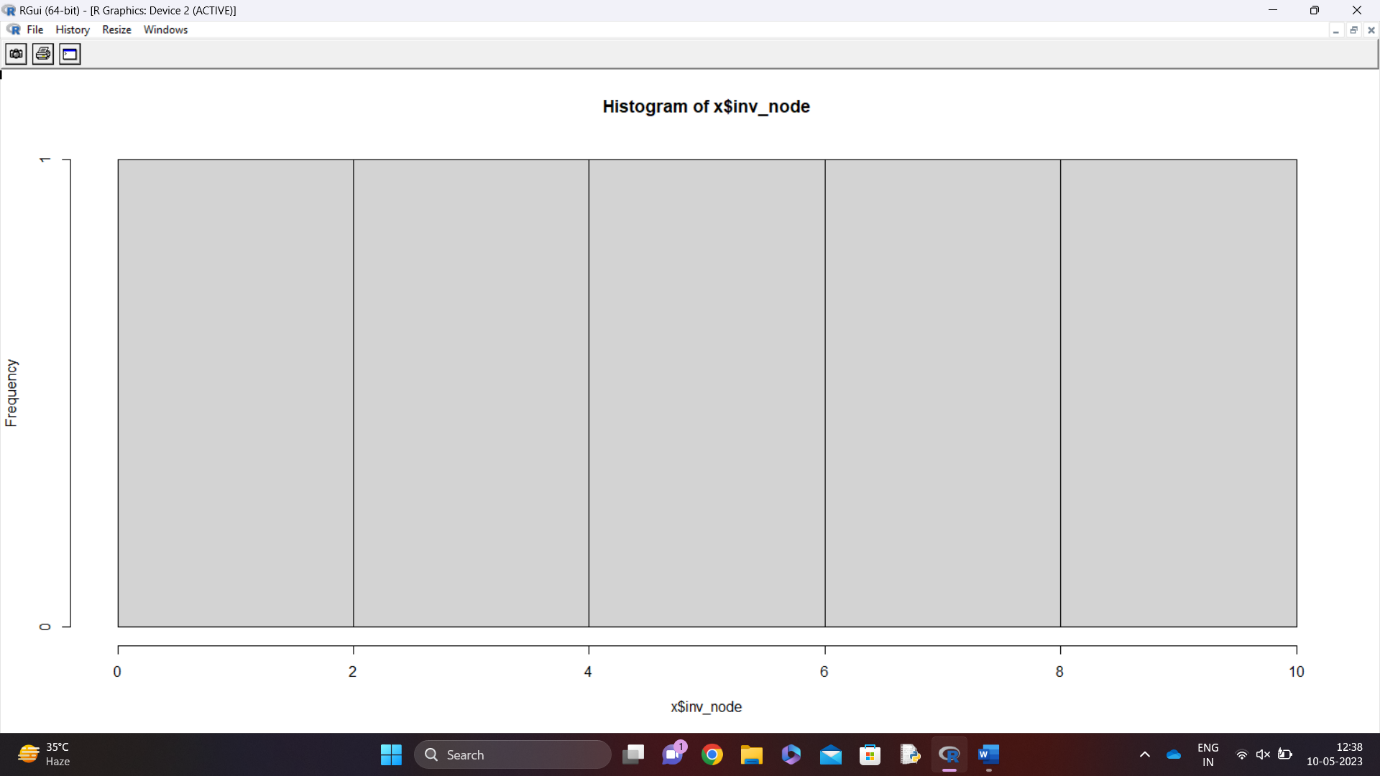 RGui (64-bit) - [R Graphics: Device 2 (ACTIVE)]
File History Resize Windows
Histogram of x$inv_node
1
Frequency
0
0 2 4 6 8 10
x$inv_node
35°C
Haze
Search
1
ENG
IN
12:38
10-05-2023